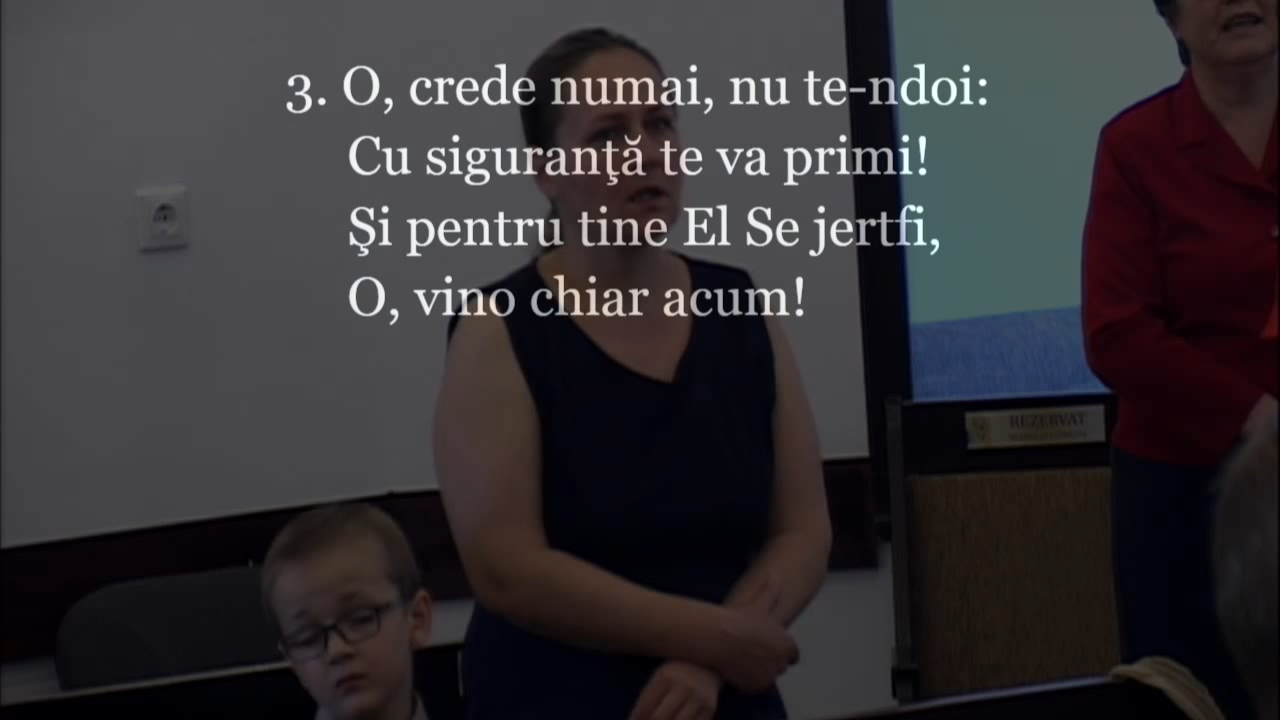 3. O, crede numai, nu te-ndoi:
Cu siguranţă te va primi!
Şi pentru tine El Se jertfi,
O, vino chiar acum!
REZERVAT